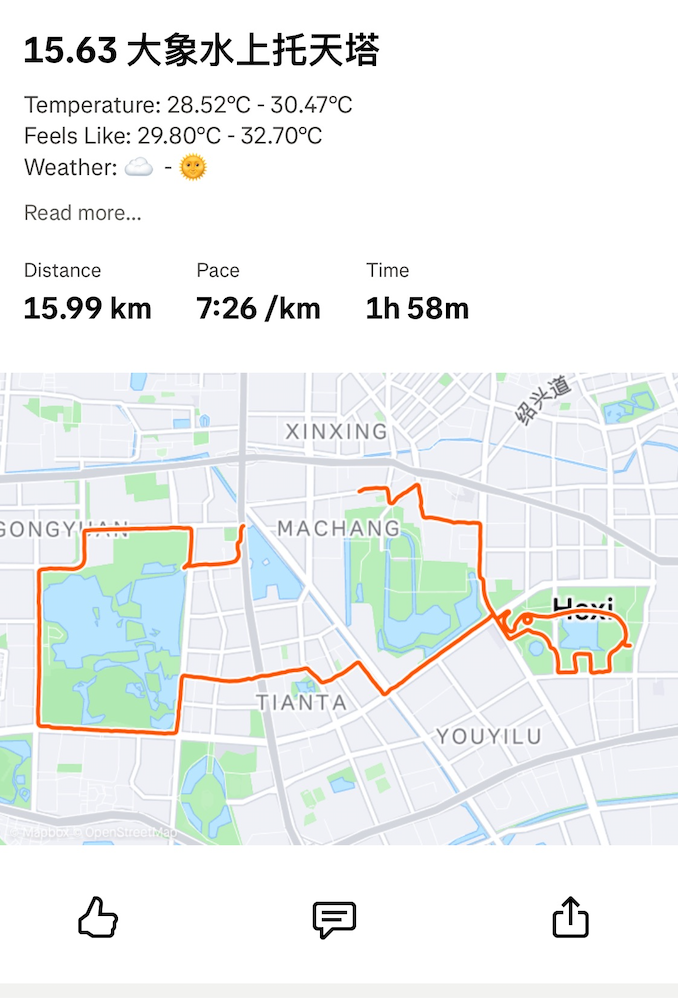 15.63 大象水上托天塔
Temperature: 28.52°C - 30.47°C
Feels Like: 29.80°C - 32.70°C
Weather: ☁️ - 🌞
Read more...
Distance Pace Time
15.99 km 7:26 /km 1h 58m
绍兴道
XINXING
GONGYUAN
MACHANG
Hexi
TIANTA
YOUYILU
© Mapbox © OpenStreetMap